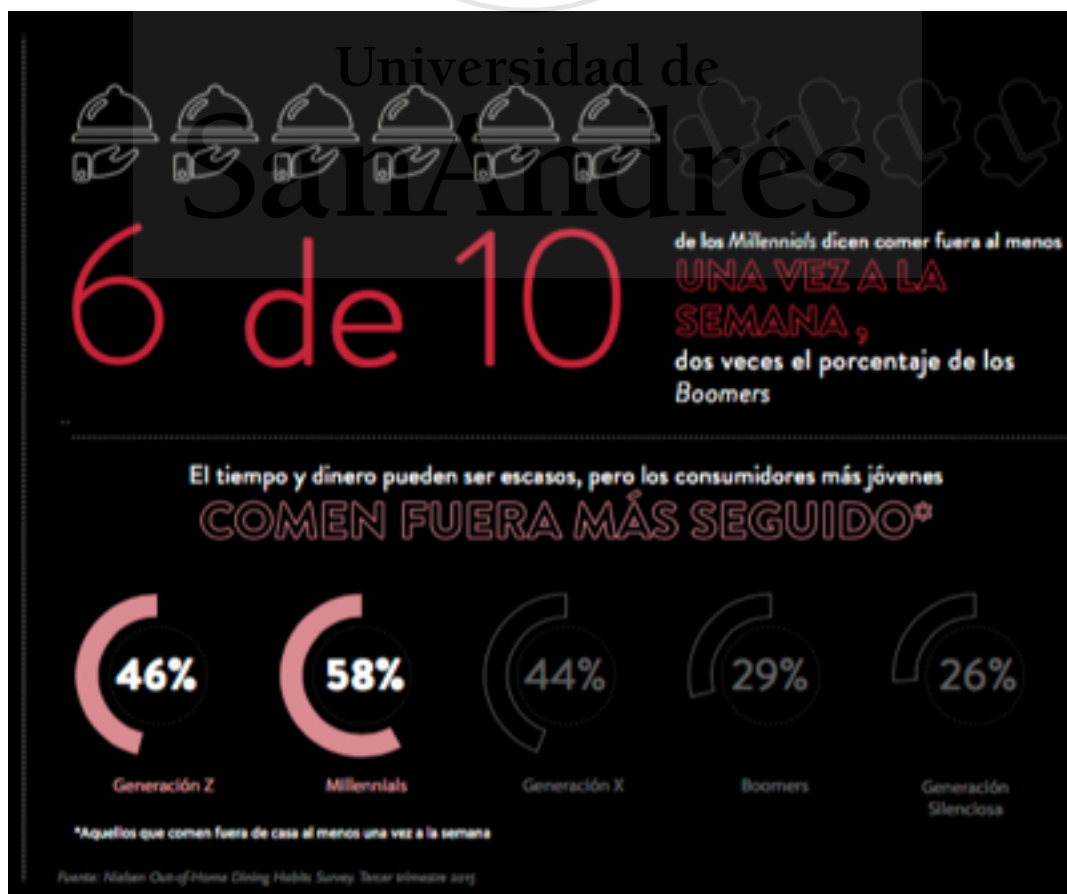 Universidad de
SanAndrés
6 de 10
de los Millennials dicen comer fuera al menos
UNA VEZ A LA
SEMANA,
dos veces el porcentaje de los
Boomers
El tiempo y dinero pueden ser escasos, pero los consumidores más jóvenes
COMEN FUERA MÁS SEGUIDO*
46%
58%
44%
29%
26%
Generación Z
Millennials
Generación X
Boomers
Generación
Silenciosa
*Aquellos que comen fuera de casa al menos una vez a la semana
Fuente: Nielsen Out-of-Home Dining Habits Survey. Tercer trimestre 2015